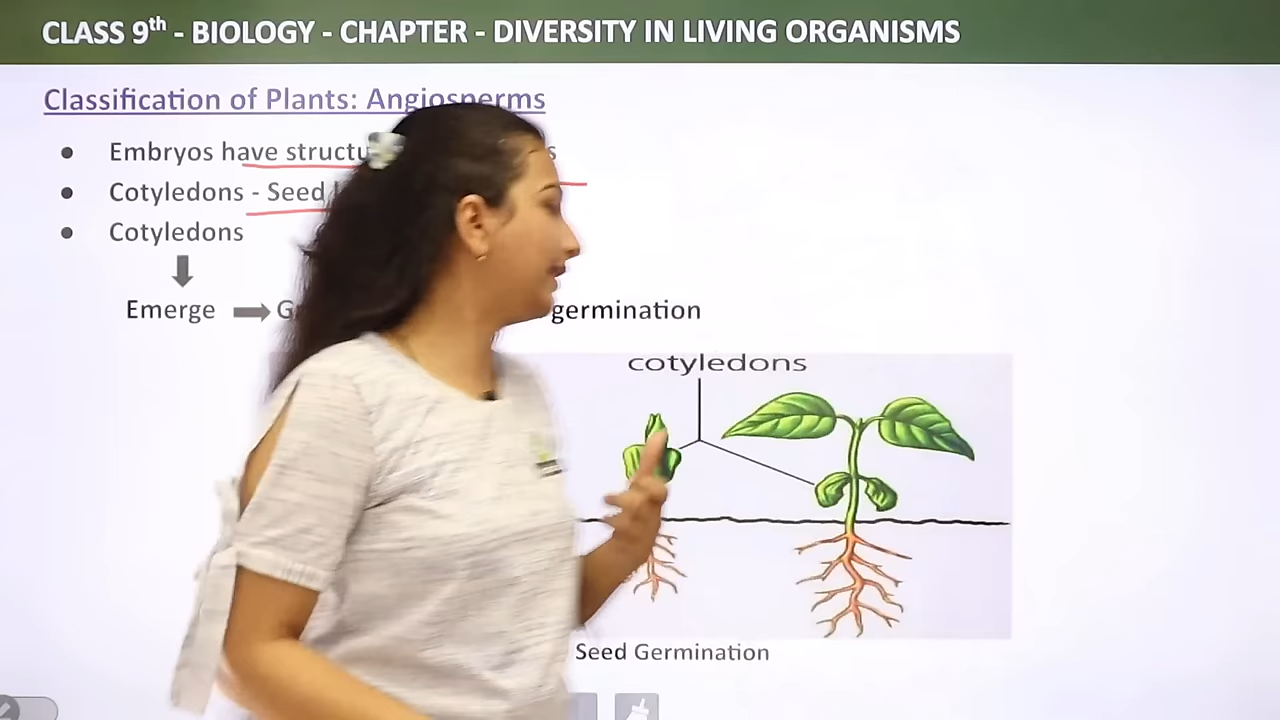 CLASS 9th - BIOLOGY - CHAPTER - DIVERSITY IN LIVING ORGANISMS
Classification of Plants: Angiosperms
Embryos have
Cotyledons - Seed
Cotyledons
Emerge
germination
cotyledons
Seed Germination